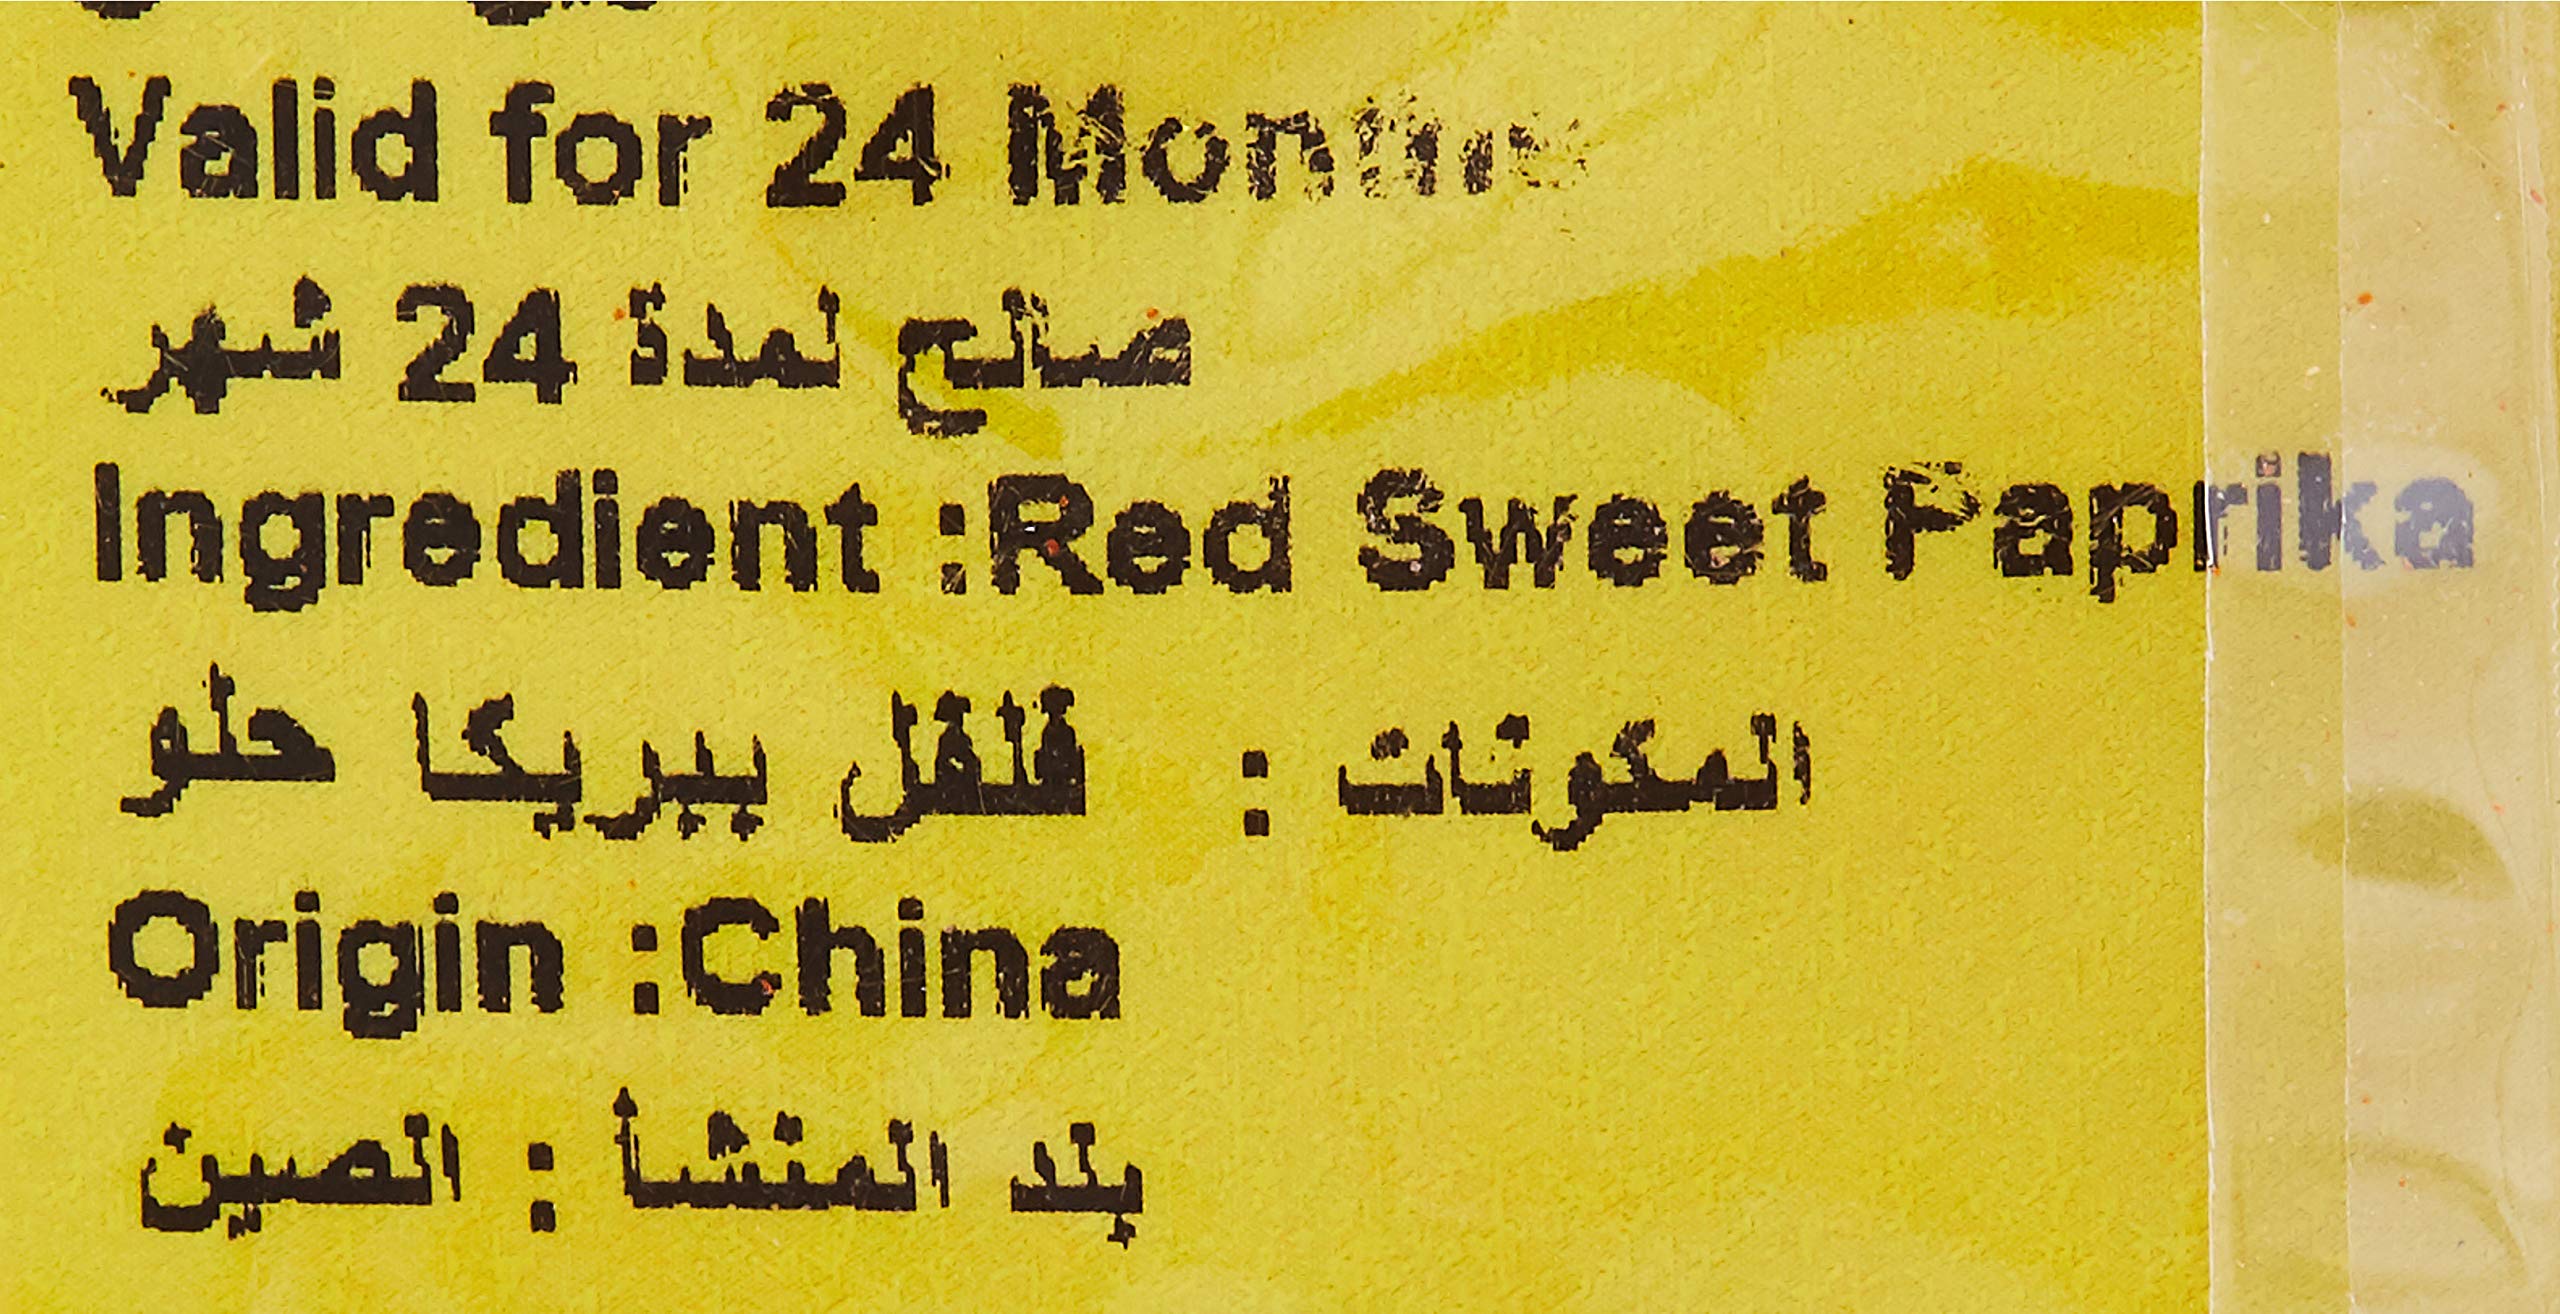 Valid for 24 Months
صالح لمدة 24 شهر
Ingredient :Red Sweet Paprika
المكونات : فلفل بيريكا حلو
Origin :China
بلد المنشأ : الصين